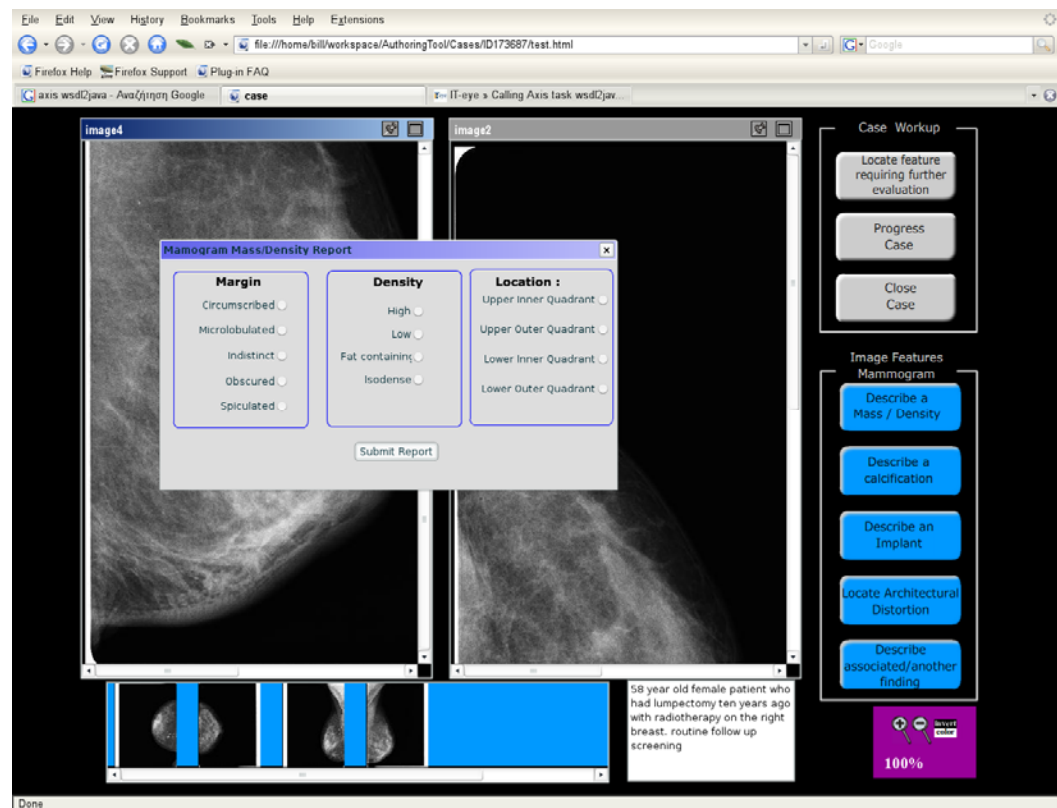 File Edit View History Bookmarks Tools Help Extensions
file:///home/bill/workspace/AuthoringTool/Cases/ID173687/test.html
G Google
Firefox Help Firefox Support Plug-in FAQ
G axis wsdl2java - Αναζήτηση Google
case
IT-eye » Calling Axis task wsdl2jav...
image4
image2
Mamogram Mass/Density Report
Margin
Circumscribed
Microlobulated
Indistinct
Obscured
Spiculated
Density
High
Low
Fat containing
Isodense
Location :
Upper Inner Quadrant
Upper Outer Quadrant
Lower Inner Quadrant
Lower Outer Quadrant
Submit Report
Case Workup
Locate feature
requiring further
evaluation
Progress
Case
Close
Case
Image Features
Mammogram
Describe a
Mass / Density
Describe a
calcification
Describe an
Implant
Locate Architectural
Distortion
Describe
associated/another
finding
58 year old female patient who
had lumpectomy ten years ago
with radiotherapy on the right
breast. routine follow up
screening
invert
color
100%
Done